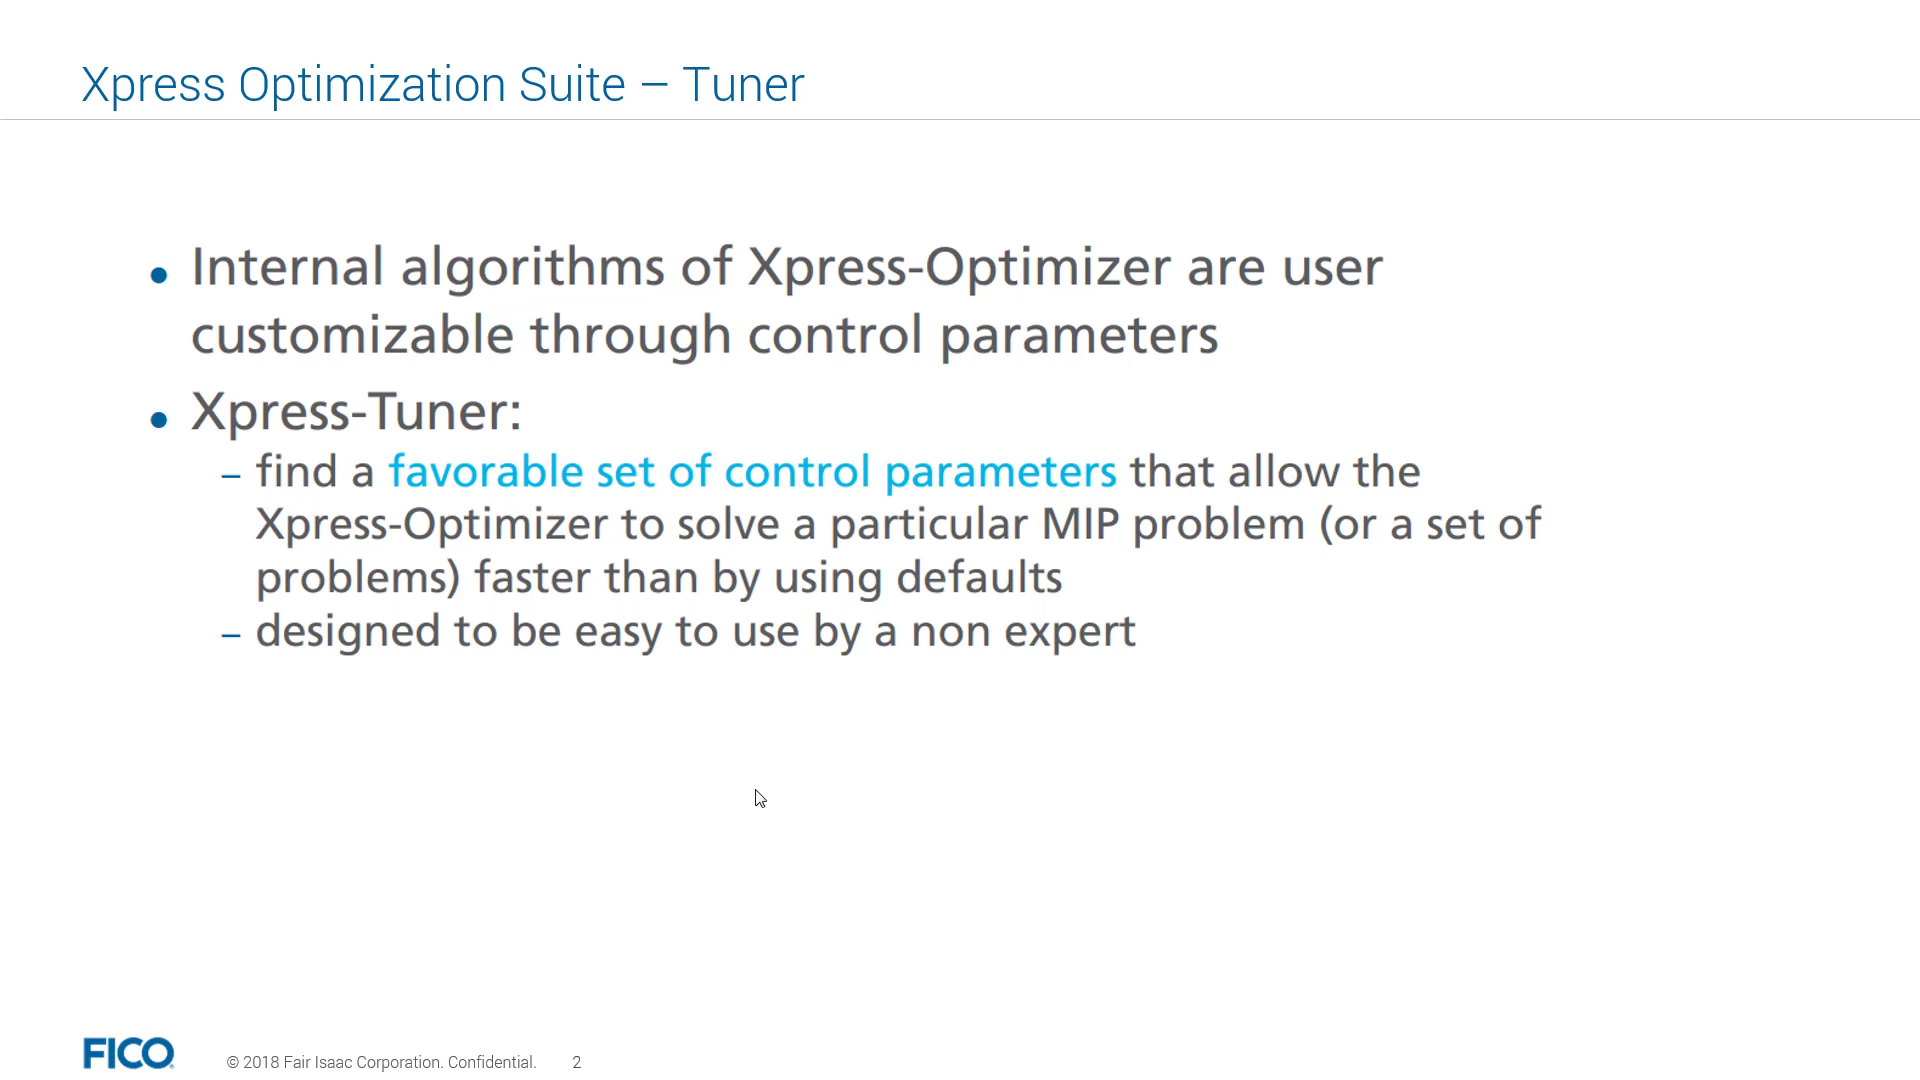 Xpress Optimization Suite – Tuner
• Internal algorithms of Xpress-Optimizer are user
customizable through control parameters
• Xpress-Tuner:
– find a favorable set of control parameters that allow the
Xpress-Optimizer to solve a particular MIP problem (or a set of
problems) faster than by using defaults
– designed to be easy to use by a non expert
FICO © 2018 Fair Isaac Corporation. Confidential. 2